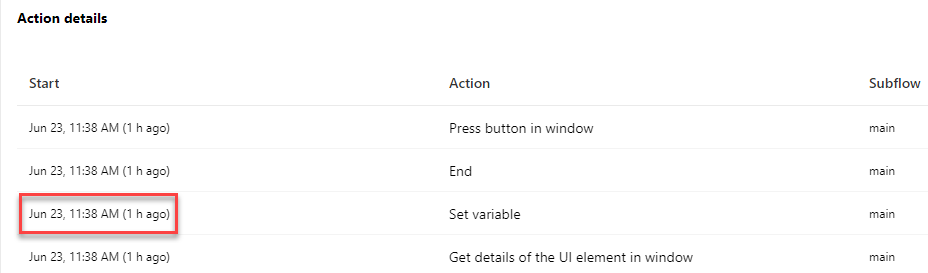 Action details
Start Action Subflow
Jun 23, 11:38 AM (1 h ago) Press button in window main
Jun 23, 11:38 AM (1 h ago) End main
Jun 23, 11:38 AM (1 h ago) Set variable main
Jun 23, 11:38 AM (1 h ago) Get details of the UI element in window main